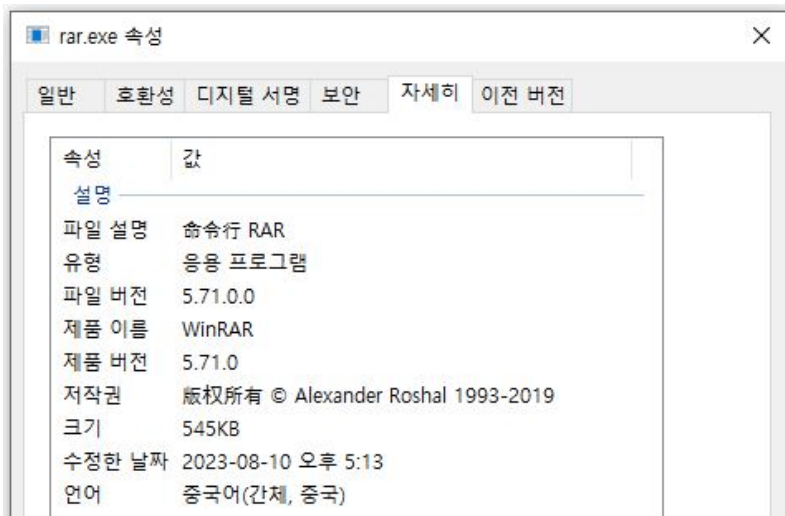 rar.exe 속성
일반 호환성 디지털 서명 보안 자세히 이전 버전
속성 값
설명
파일 설명 命令行 RAR
유형 응용 프로그램
파일 버전 5.71.0.0
제품 이름 WinRAR
제품 버전 5.71.0
저작권 版权所有 © Alexander Roshal 1993-2019
크기 545KB
수정한 날짜 2023-08-10 오후 5:13
언어 중국어(간체, 중국)